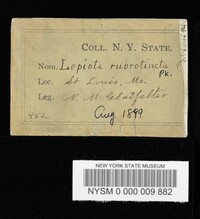 COLL. N. Y. STATE.
Nom. Lepiota rubrotincta
Pk.
Loc. St Louis, Mo.
Leg. N. M. Glatfelter
452
Aug 1899
NEW YORK STATE MUSEUM
NYSM 0 000 009 882